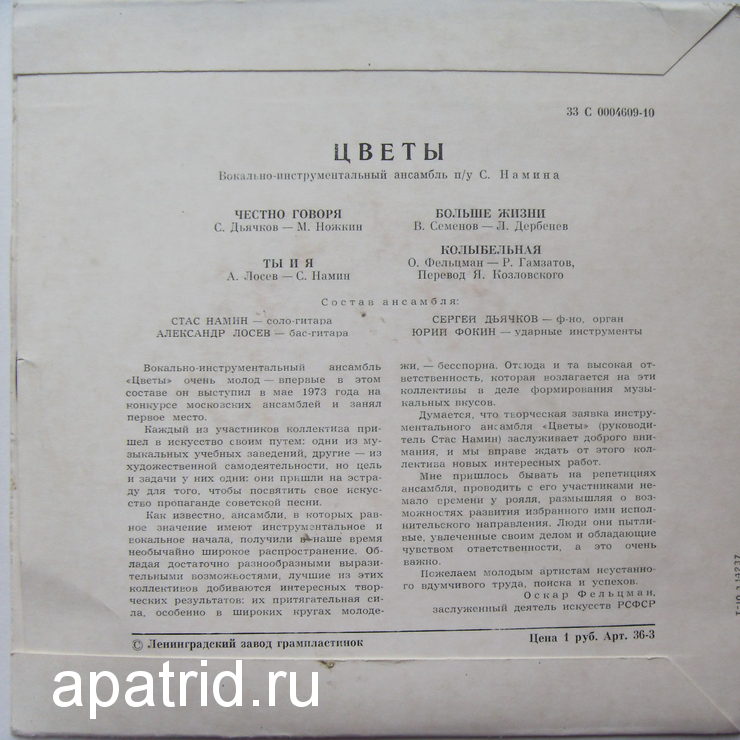 33 С 0004609-10
ЦВЕТЫ
Вокально-инструментальный ансамбль п/у С. Намина
ЧЕСТНО ГОВОРЯ
С. Дьячков — М. Ножкин
ТЫ И Я
А. Лосев — С. Намин
БОЛЬШЕ ЖИЗНИ
В. Семенов — Л. Дербенев
КОЛЫБЕЛЬНАЯ
О. Фельцман — Р. Гамзатов,
Перевод Я. Козловского
Состав ансамбля:
СТАС НАМИН — соло-гитара
АЛЕКСАНДР ЛОСЕВ — бас-гитара
СЕРГЕЙ ДЬЯЧКОВ — ф-но, орган
ЮРИЙ ФОКИН — ударные инструменты
Вокально-инструментальный ансамбль
«Цветы» очень молод — впервые в этом
составе он выступил в мае 1973 года на
конкурсе московских ансамблей и занял
первое место.
Каждый из участников коллектива при-
шел в искусство своим путем: одни из му-
зыкальных учебных заведений, другие — из
художественной самодеятельности, но цель
и задачи у них одни: они пришли на эстра-
ду для того, чтобы посвятить свое искус-
ство пропаганде советской песни.
Как известно, ансамбли, в которых рав-
ное значение имеют инструментальное и
вокальное начала, получили в наше время
необычайно широкое распространение. Об-
ладая достаточно разнообразными вырази-
тельными возможностями, лучшие из этих
коллективов добиваются интересных твор-
ческих результатов: их притягательная си-
ла, особенно в широких кругах молоде-
жи, — бесспорна. Отсюда и та высокая от-
ветственность, которая возлагается на эти
коллективы в деле формирования музы-
кальных вкусов.
Думается, что творческая заявка инстру-
ментального ансамбля «Цветы» (руководи-
тель Стас Намин) заслуживает доброго вни-
мания, и мы вправе ждать от этого кол-
лектива новых интересных работ.
Мне пришлось бывать на репетициях
ансамбля, проводить с его участниками не-
мало времени у рояля, размышляя о воз-
можностях развития избранного ими испол-
нительского направления. Люди они пытли-
вые, увлеченные своим делом и обладающие
чувством ответственности, а это очень
важно.
Пожелаем молодым артистам неустанно-
го вдумчивого труда, поиска и успехов.
Оскар Фельцман,
заслуженный деятель искусств РСФСР
© Ленинградский завод грампластинок
Цена 1 руб. Арт. 36-3
apatrid.ru